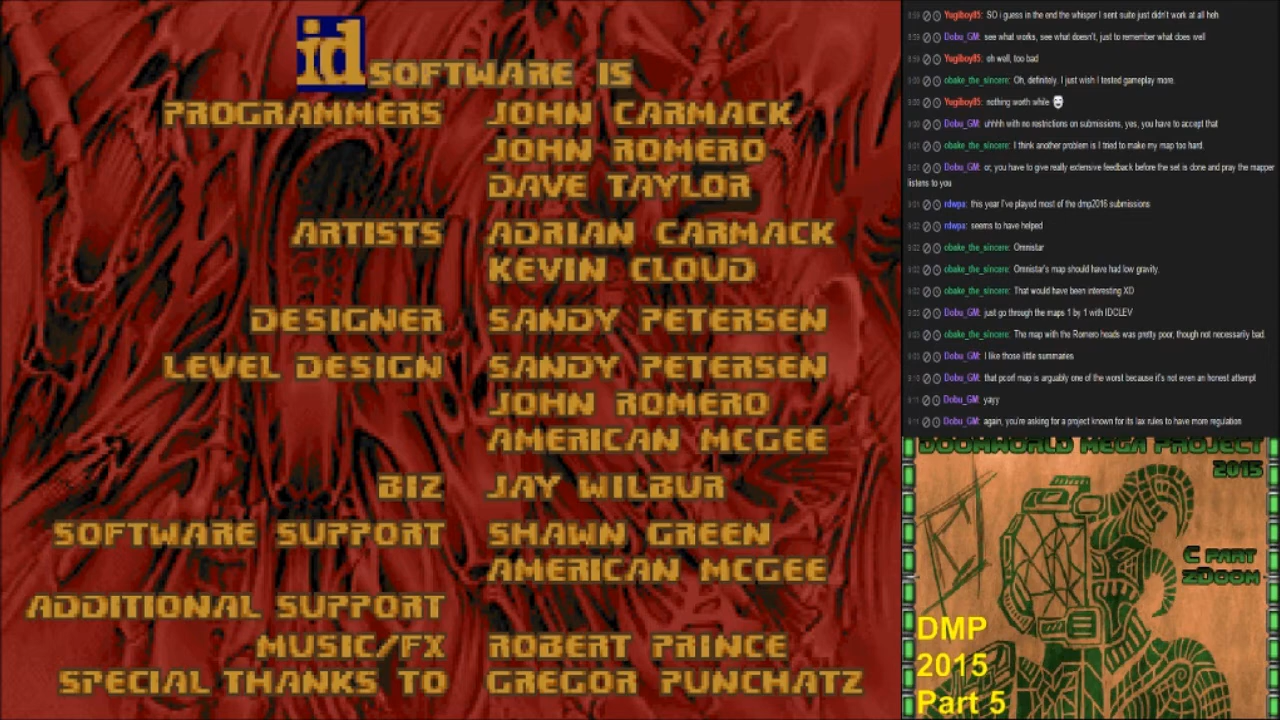 id SOFTWARE IS
PROGRAMMERS JOHN CARMACK
JOHN ROMERO
DAVE TAYLOR
ARTISTS ADRIAN CARMACK
KEVIN CLOUD
DESIGNER SANDY PETERSEN
LEVEL DESIGN SANDY PETERSEN
JOHN ROMERO
AMERICAN MCGEE
BIZ JAY WILBUR
SOFTWARE SUPPORT SHAWN GREEN
AMERICAN MCGEE
ADDITIONAL SUPPORT
MUSIC/FX ROBERT PRINCE
SPECIAL THANKS TO GREGOR PUNCHATZ
Yugiboy85: SO i guess in the end the whisper I sent suite just didn't work at all heh
Dobu_GM: see what works, see what doesn't, just to remember what does well
Yugiboy85: oh well, too bad
obake_the_sincere: Oh, definitely, I just wish I tested gameplay more.
Yugiboy85: nothing worth while
Dobu_GM: uhhhh with no restrictions on submissions, yes, you have to accept that
obake_the_sincere: I think another problem is I tried to make my map too hard.
Dobu_GM: or, you have to give really extensive feedback before the set is done and pray the mapper
listens to you
rdwpa: this year I've played most of the dmp2016 submissions
rdwpa: seems to have helped
obake_the_sincere: Omnistar
obake_the_sincere: Omnistar's map should have had low gravity.
obake_the_sincere: That would have been interesting XD
Dobu_GM: just go through the maps 1 by 1 with IDCLEV
obake_the_sincere: The map with the Romero heads was pretty poor, though not necessarily bad.
Dobu_GM: I like those little summaries
Dobu_GM: that pcorf map is arguably one of the worst because it's not even an honest attempt
Dobu_GM: yayy
Dobu_GM: again, you're asking for a project known for its lax rules to have more regulation
DOOMWORLD MEGA PROJECT
2015
C PART
ZDOOM
DMP
2015
Part 5